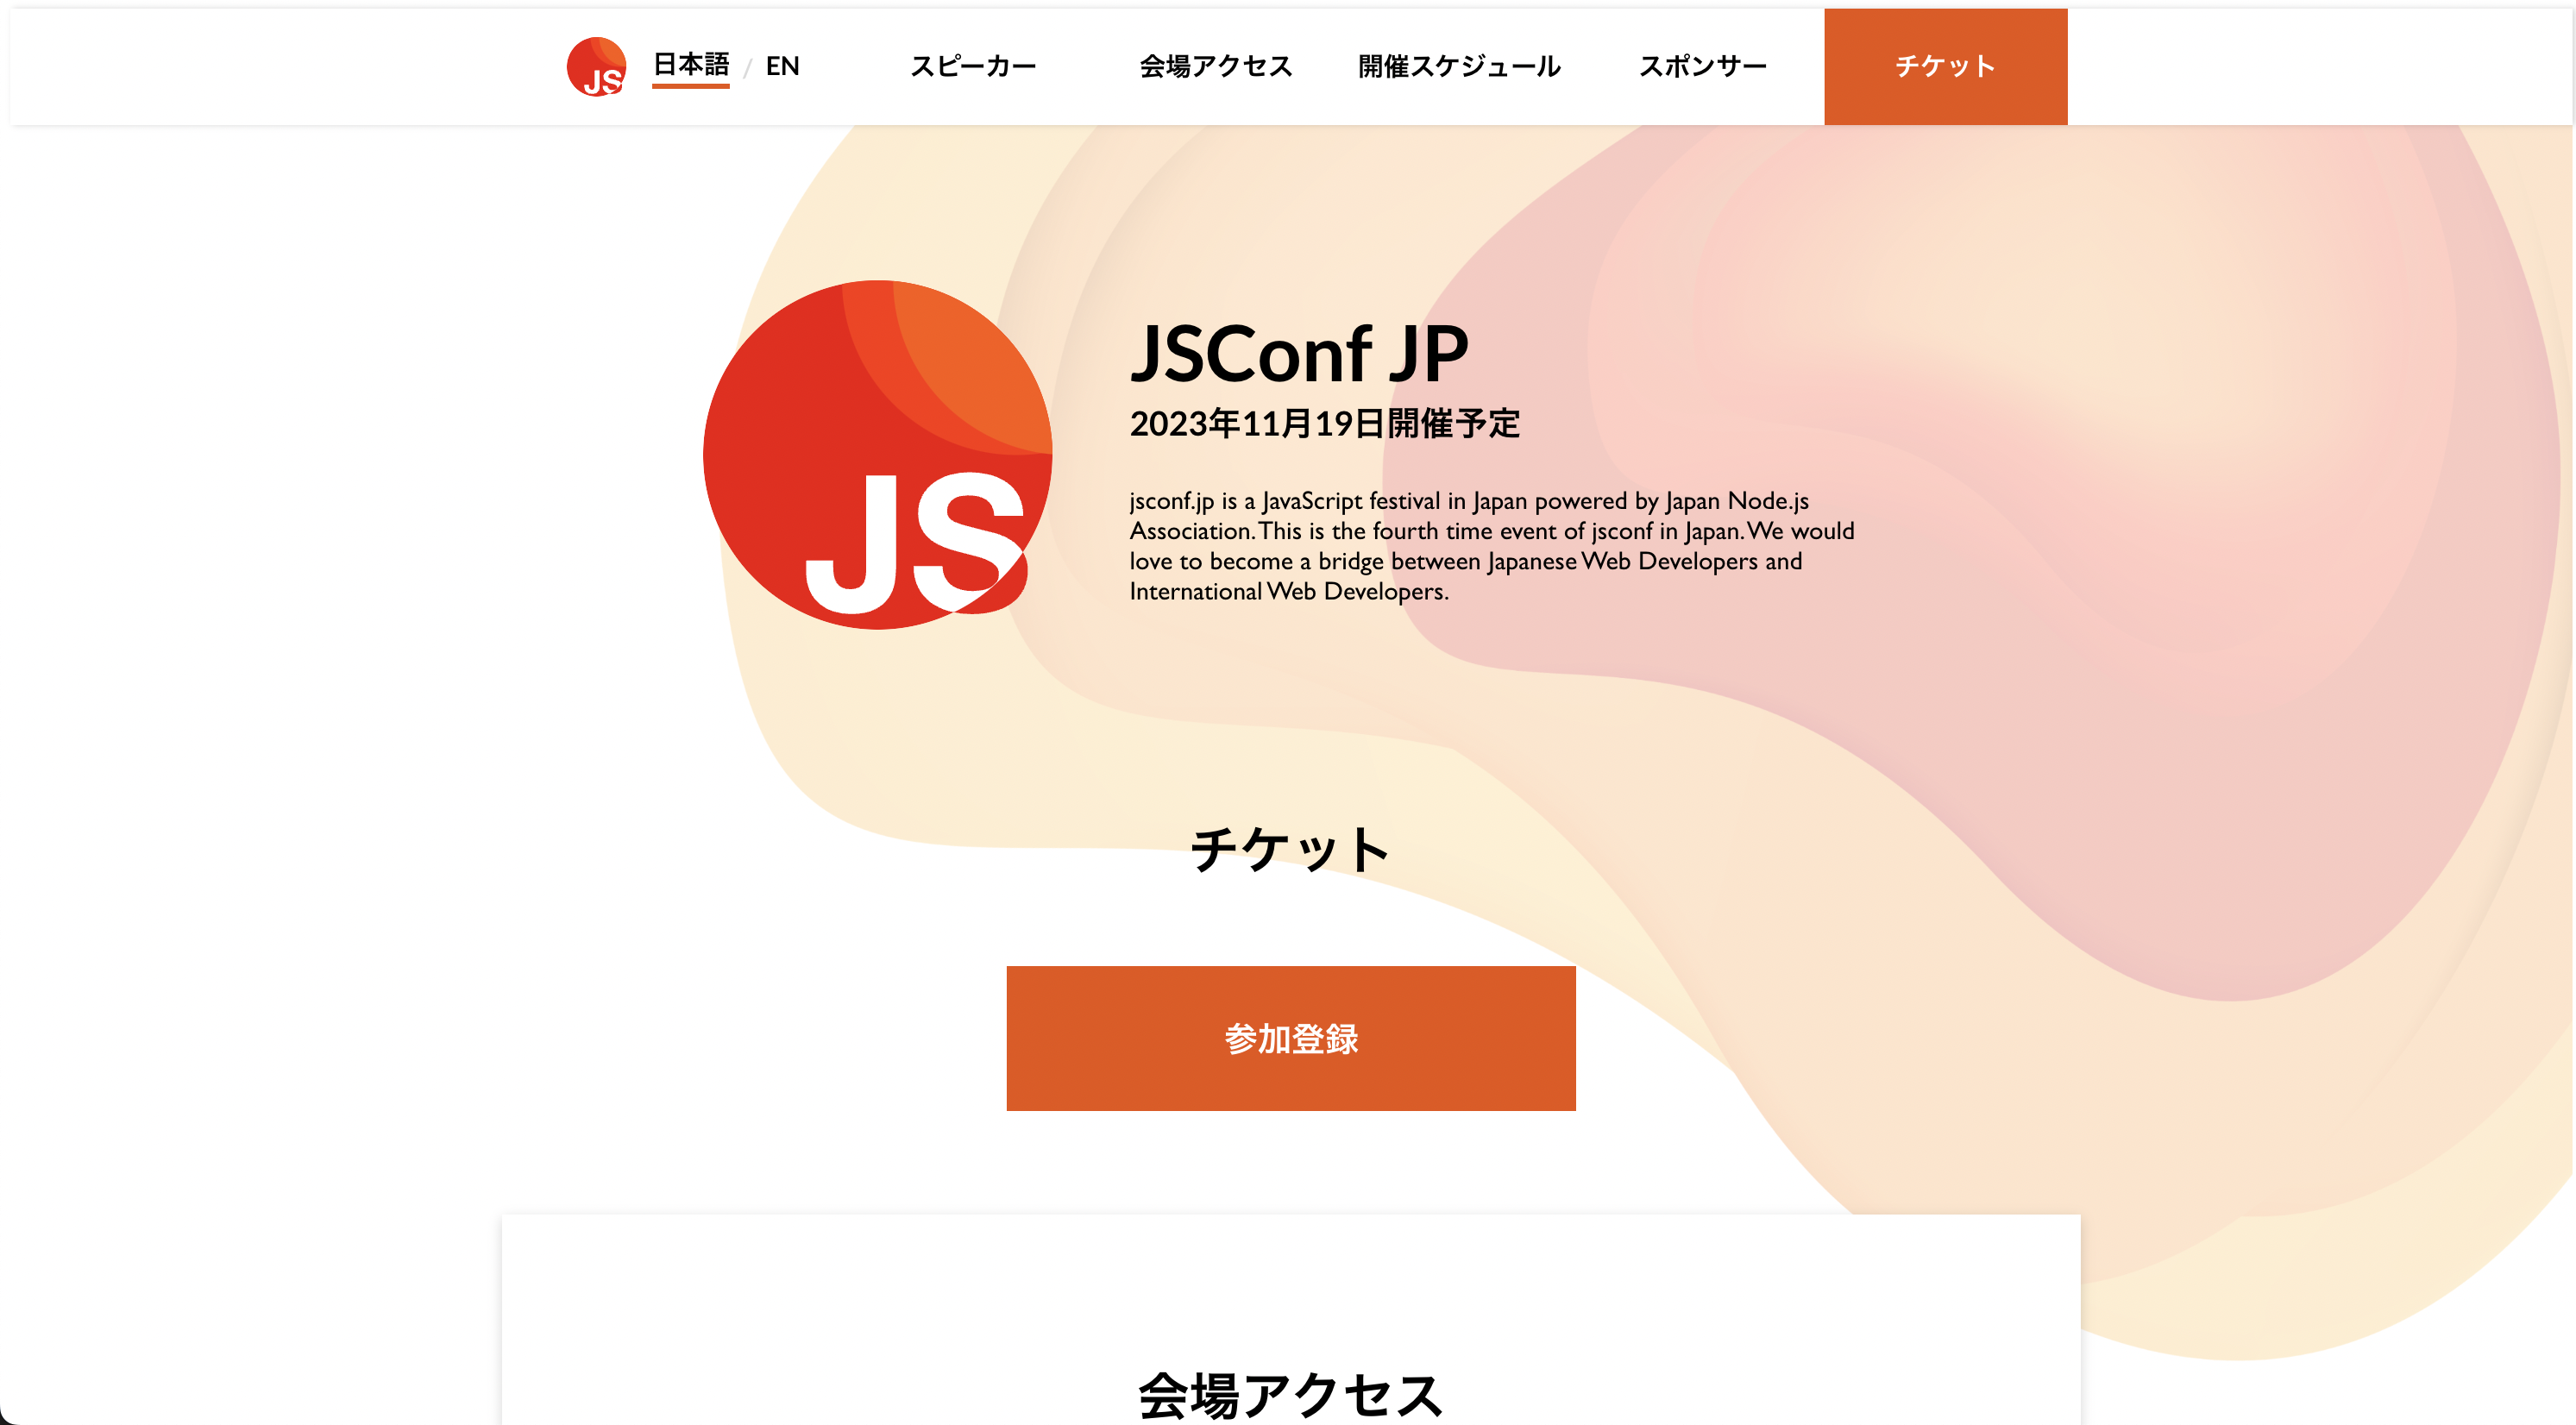 JS
日本語 / EN
スピーカー
会場アクセス
開催スケジュール
スポンサー
チケット
JS
JSConf JP
2023年11月19日開催予定
jsconf.jp is a JavaScript festival in Japan powered by Japan Node.js
Association. This is the fourth time event of jsconf in Japan. We would
love to become a bridge between Japanese Web Developers and
International Web Developers.
チケット
参加登録
会場アクセス